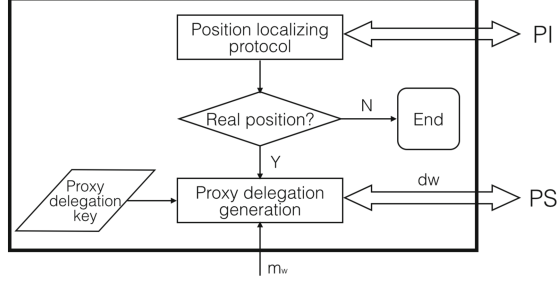 Position localizing
protocol
PI
Real position?
N
End
Y
Proxy
delegation
key
Proxy delegation
generation
dw
PS
mw